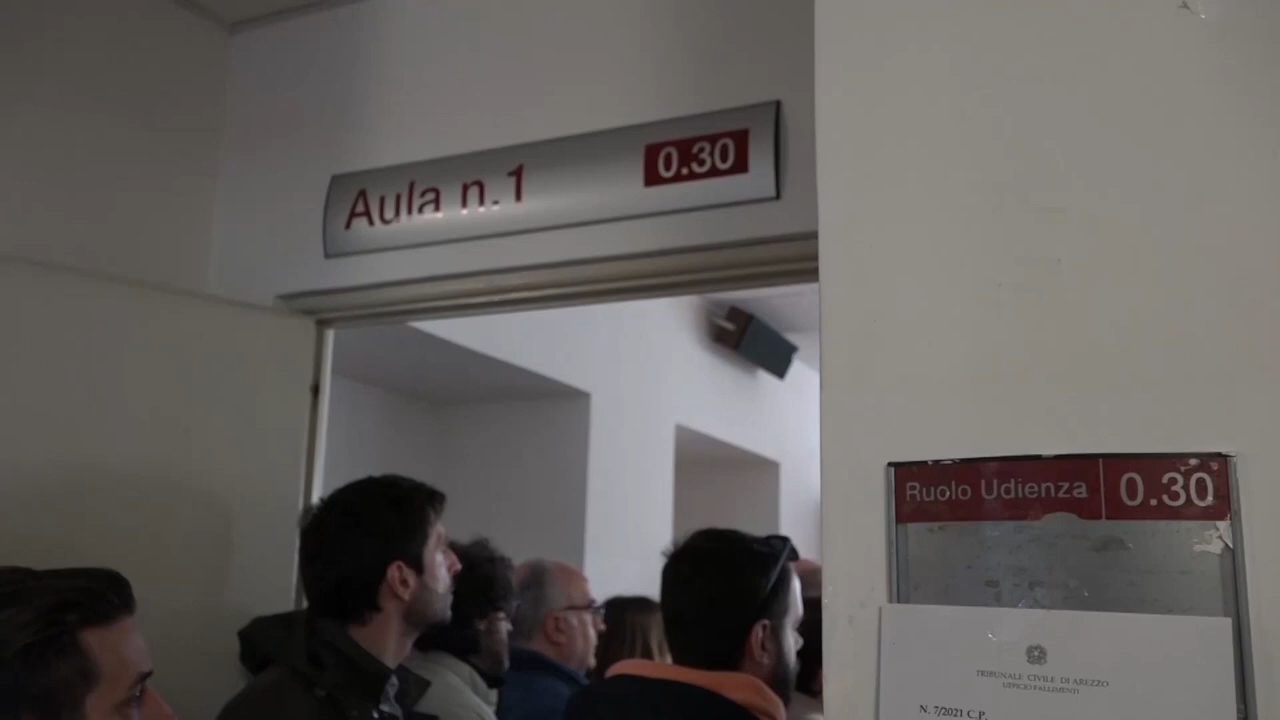 Aula n.1 0.30
Ruolo Udienza 0.30
TRIBUNALE CIVILE DI AREZZO
UFFICIO FALLIMENTI
N. 7/2021 C.P.